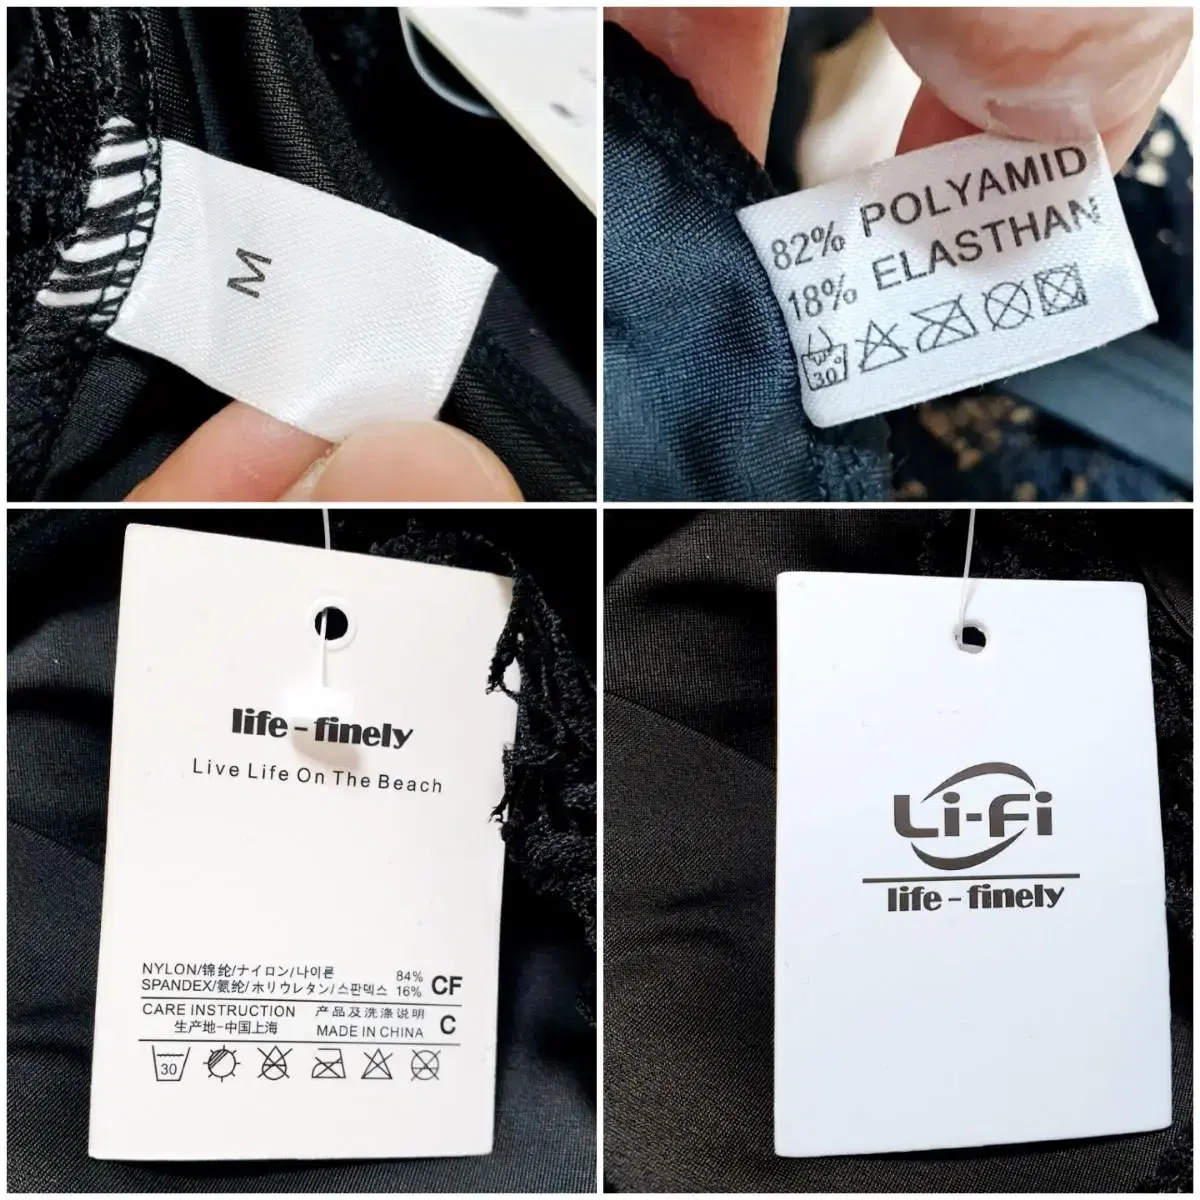 M
82% POLYAMID
18% ELASTHAN
30°
life-finely
Live Life On The Beach
NYLON/锦纶/ナイロン/나이론 84%
SPANDEX/氨纶/ホリウレタン/스판덱스 16%
CF
CARE INSTRUCTION 产品及洗涤说明
生产地-中国上海 MADE IN CHINA
C
30
Li-Fi
life-finely